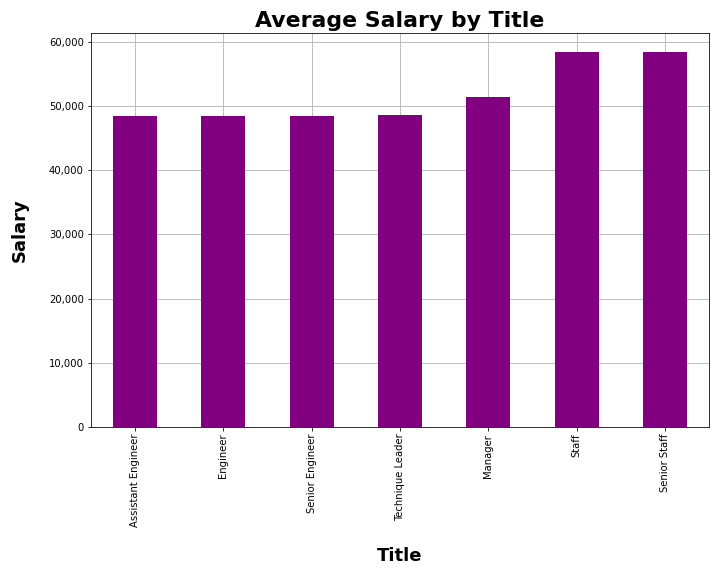 Average Salary by Title
60,000
50,000
40,000
30,000
20,000
10,000
0
Salary
Assistant Engineer
Engineer
Senior Engineer
Technique Leader
Manager
Staff
Senior Staff
Title